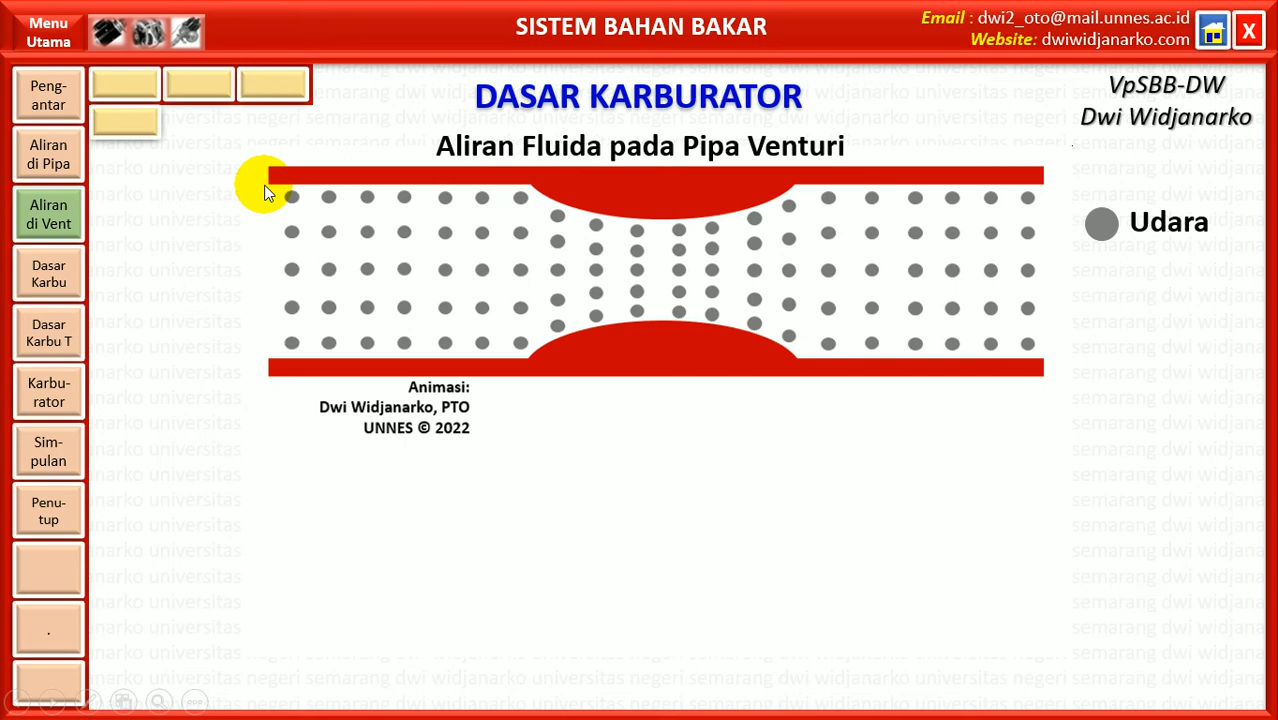 Menu
Utama
SISTEM BAHAN BAKAR
Email : dwi2_oto@mail.unnes.ac.id
Website: dwiwidjanarko.com
X
Peng-
antar
Aliran
di Pipa
Aliran
di Vent
Dasar
Karbu
Dasar
Karbu T
Karbu-
rator
Sim-
pulan
Penu-
tup
.
DASAR KARBURATOR
Aliran Fluida pada Pipa Venturi
VpSBB-DW
Dwi Widjanarko
Udara
Animasi:
Dwi Widjanarko, PTO
UNNES © 2022